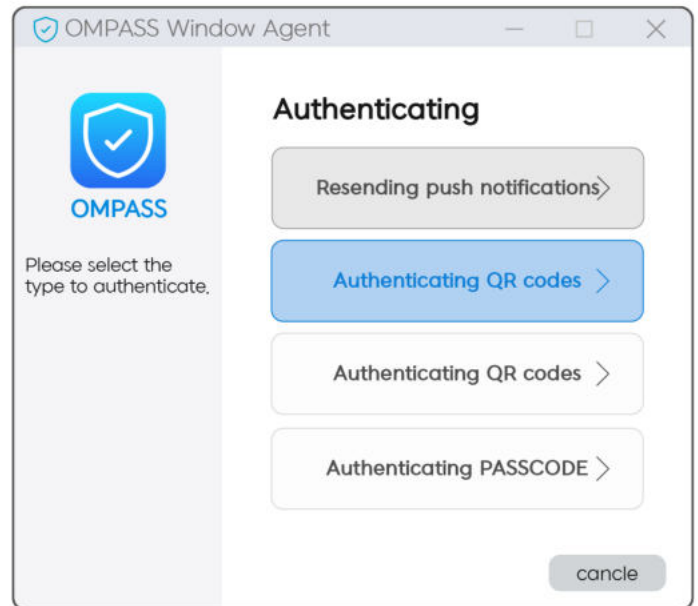 OMPASS Window Agent
OMPASS
Please select the
type to authenticate.
Authenticating
Resending push notifications
Authenticating QR codes
Authenticating QR codes
Authenticating PASSCODE
cancle